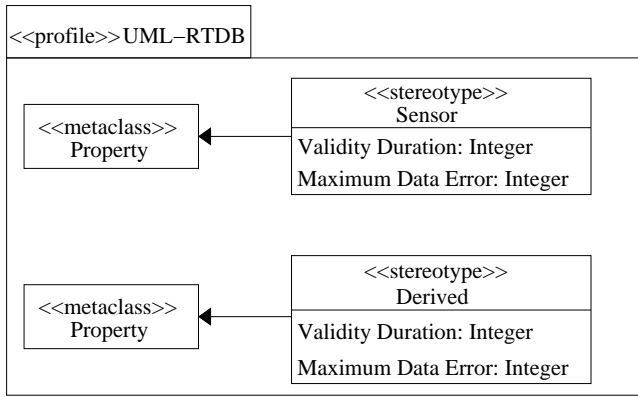 <<profile>>UML−RTDB
<<metaclass>>
Property
<<stereotype>>
Sensor
Validity Duration: Integer
Maximum Data Error: Integer
<<metaclass>>
Property
<<stereotype>>
Derived
Validity Duration: Integer
Maximum Data Error: Integer